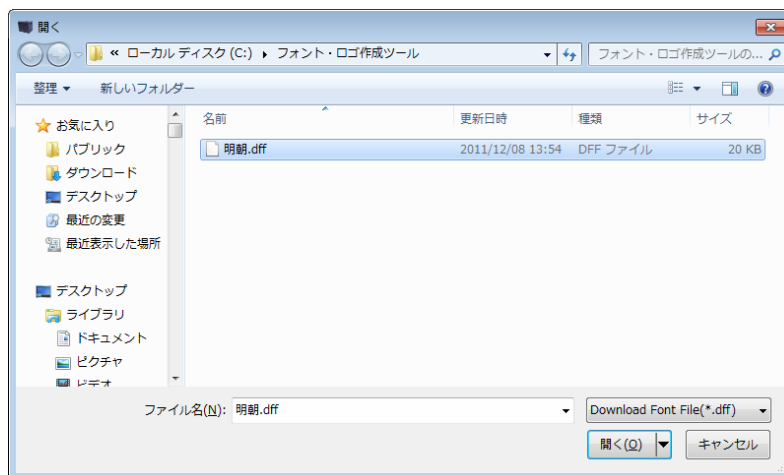 開く
« ローカル ディスク (C:) フォント・ロゴ作成ツール
フォント・ロゴ作成ツールの...
整理 新しいフォルダー
名前 更新日時 種類 サイズ
明朝.dff 2011/12/08 13:54 DFF ファイル 20 KB
お気に入り
パブリック
ダウンロード
デスクトップ
最近の変更
最近表示した場所
デスクトップ
ライブラリ
ドキュメント
ピクチャ
ビデオ
ファイル名(N): 明朝.dff Download Font File(*.dff)
開く(O) キャンセル